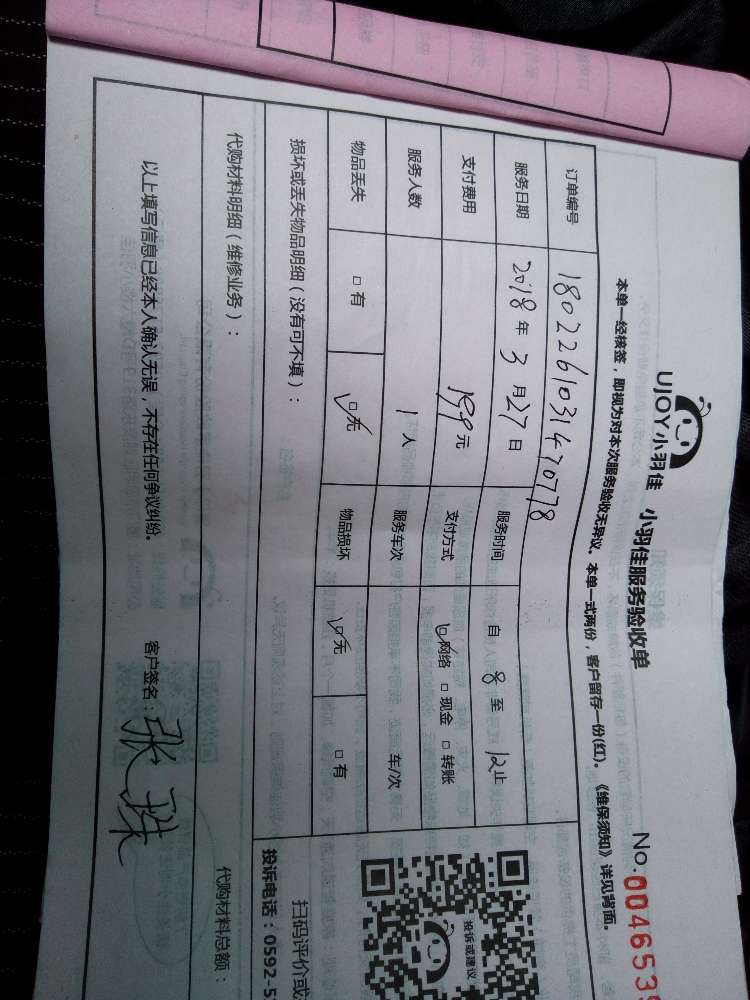 UJOY小羽佳
小羽佳服务验收单
No.004653
本单一经核签，即视为对本次服务验收无异议、本单一式两份，客户留存一份(红)。《维保须知》详见背面。
订单编号 180226103147077​8
服务日期 2018年3月27日 服务时间 自8至12止
支付费用 199元 支付方式 ☑网络 □现金 □转账
服务人数 1人 服务车次 车/次
物品丢失 □有 ☑无 物品损坏 ☑无 □有
损坏或丢失物品明细（没有可不填）：
投诉或建议
扫码评价或
投诉电话：0592-5
代购材料明细（维修业务）：
代购材料总额：
以上填写信息已经本人确认无误，不存在任何争议纠纷。
客户签名：张